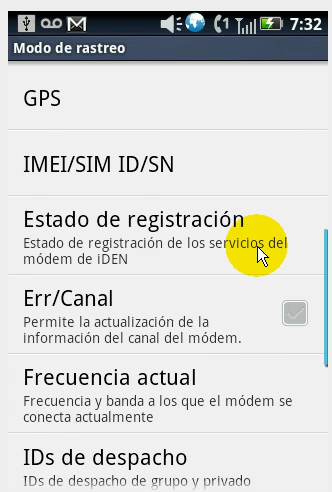 1 7:32
Modo de rastreo
GPS
IMEI/SIM ID/SN
Estado de registración
Estado de registración de los servicios del
módem de iDEN
Err/Canal
Permite la actualización de la
información del canal del módem.
Frecuencia actual
Frecuencia y banda a los que el módem se
conecta actualmente
IDs de despacho
IDs de despacho de grupo y privado